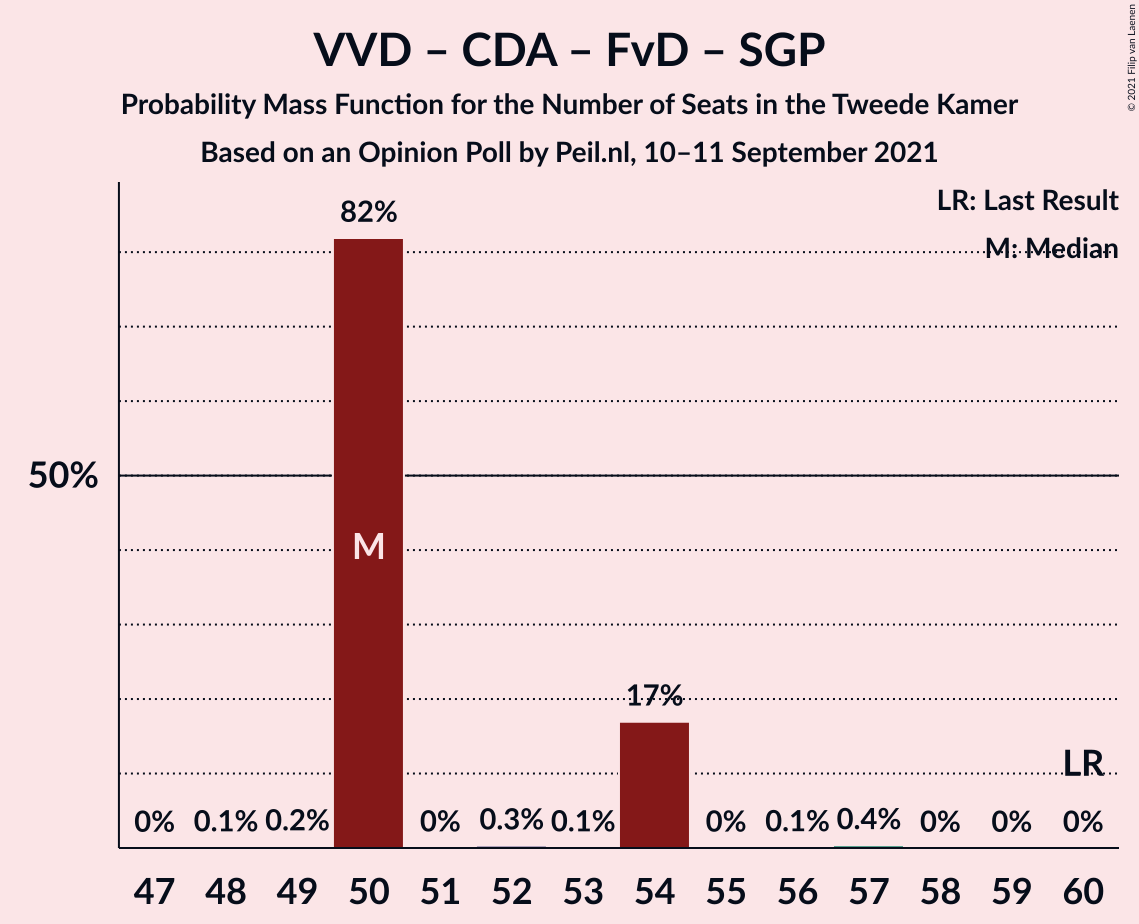 VVD – CDA – FvD – SGP
Probability Mass Function for the Number of Seats in the Tweede Kamer
Based on an Opinion Poll by Peil.nl, 10–11 September 2021
© 2021 Filip van Laenen
LR: Last Result
M: Median
82%
50%
M
17%
LR
0% 0.1% 0.2% 0% 0.3% 0.1% 0% 0.1% 0.4% 0% 0% 0%
47 48 49 50 51 52 53 54 55 56 57 58 59 60